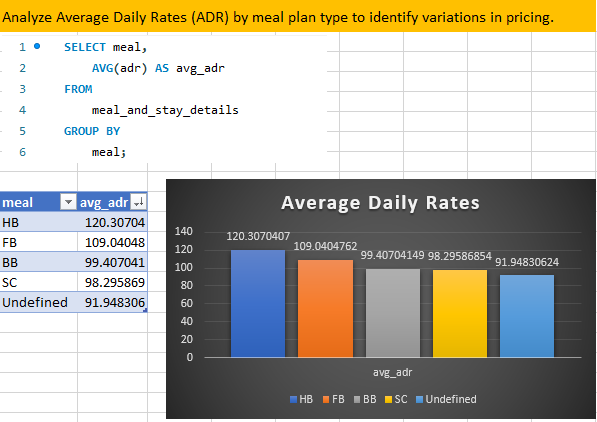 Analyze Average Daily Rates (ADR) by meal plan type to identify variations in pricing.
1 SELECT meal,
2 AVG(adr) AS avg_adr
3 FROM
4 meal_and_stay_details
5 GROUP BY
6 meal;
meal avg_adr
HB 120.30704
FB 109.04048
BB 99.407041
SC 98.295869
Undefined 91.948306
Average Daily Rates
140
120
100
80
60
40
20
0
120.3070407
109.0404762
99.40704149
98.29586854
91.94830624
avg_adr
HB FB BB SC Undefined